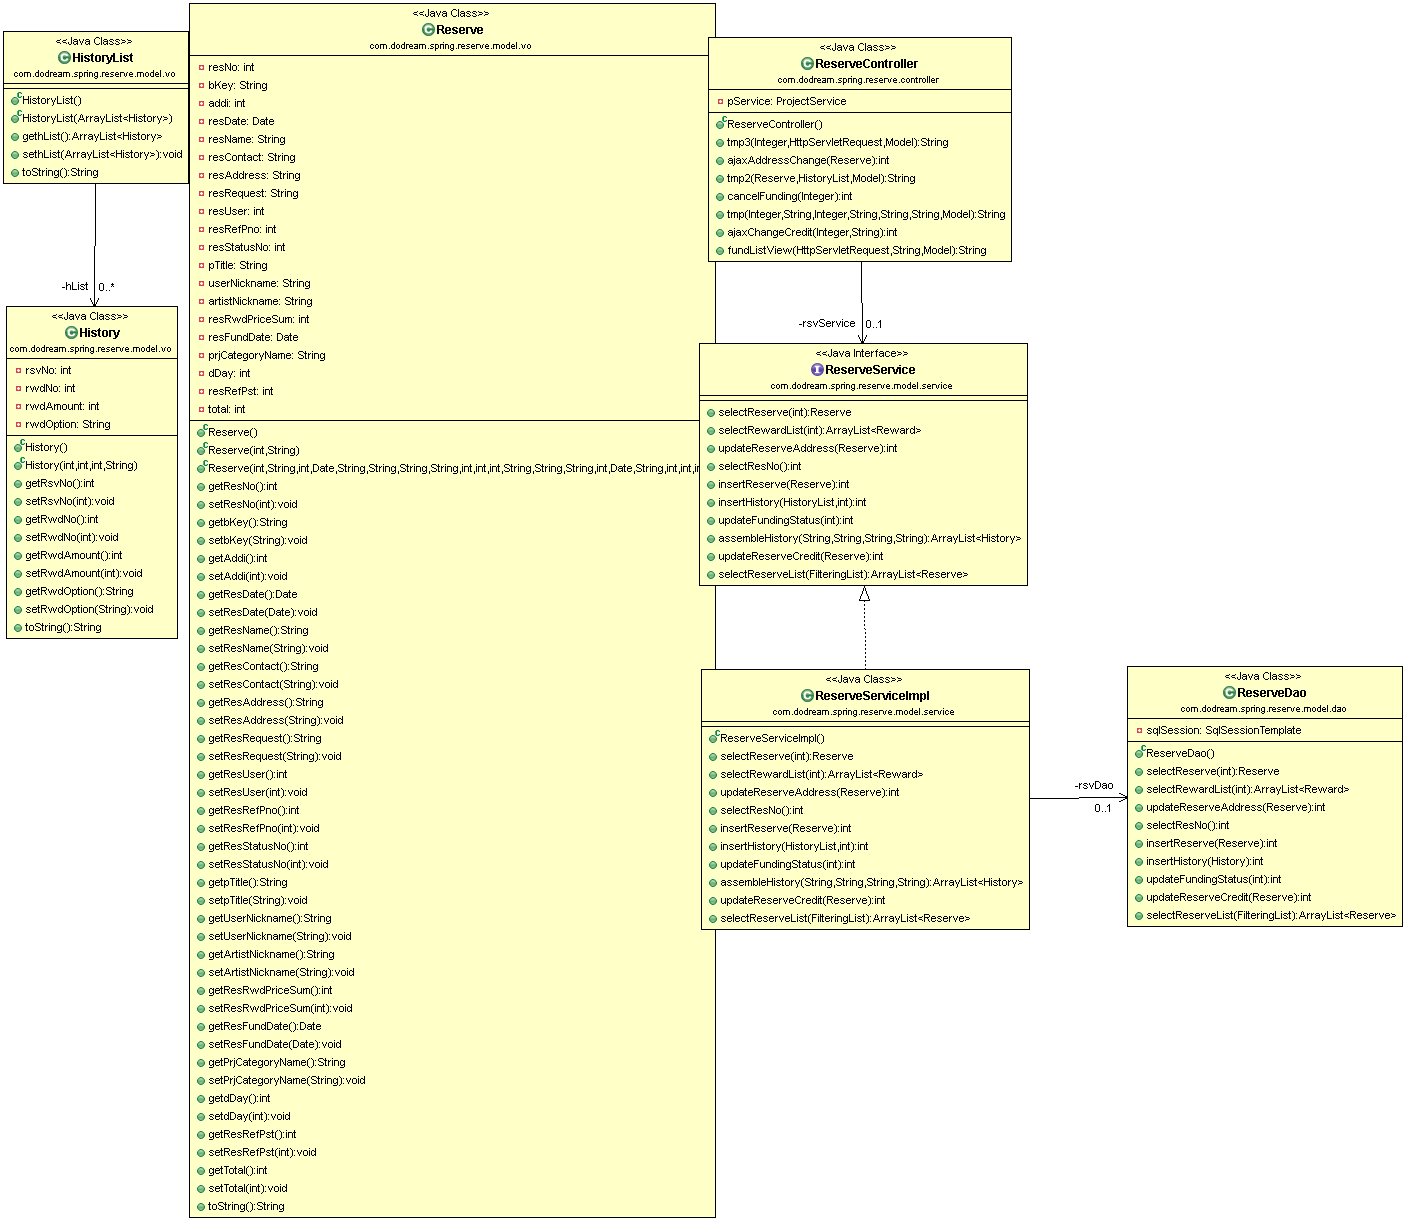 <<Java Class>>
HistoryList
com.dodream.spring.reserve.model.vo
HistoryList()
HistoryList(ArrayList<History>)
gethList():ArrayList<History>
sethList(ArrayList<History>):void
toString():String
-hList
0..*
<<Java Class>>
History
com.dodream.spring.reserve.model.vo
rsvNo: int
rwdNo: int
rwdAmount: int
rwdOption: String
History()
History(int,int,int,String)
getRsvNo():int
setRsvNo(int):void
getRwdNo():int
setRwdNo(int):void
getRwdAmount():int
setRwdAmount(int):void
getRwdOption():String
setRwdOption(String):void
toString():String
<<Java Class>>
Reserve
com.dodream.spring.reserve.model.vo
resNo: int
bKey: String
addi: int
resDate: Date
resName: String
resContact: String
resAddress: String
resRequest: String
resUser: int
resRefPno: int
resStatusNo: int
pTitle: String
userNickname: String
artistNickname: String
resRwdPriceSum: int
resFundDate: Date
prjCategoryName: String
dDay: int
resRefPst: int
total: int
Reserve()
Reserve(int,String)
Reserve(int,String,int,Date,String,String,String,String,int,int,int,String,String,String,int,Date,String,int,int,i
getResNo():int
setResNo(int):void
getbKey():String
setbKey(String):void
getAddi():int
setAddi(int):void
getResDate():Date
setResDate(Date):void
getResName():String
setResName(String):void
getResContact():String
setResContact(String):void
getResAddress():String
setResAddress(String):void
getResRequest():String
setResRequest(String):void
getResUser():int
setResUser(int):void
getResRefPno():int
setResRefPno(int):void
getResStatusNo():int
setResStatusNo(int):void
getpTitle():String
setpTitle(String):void
getUserNickname():String
setUserNickname(String):void
getArtistNickname():String
setArtistNickname(String):void
getResRwdPriceSum():int
setResRwdPriceSum(int):void
getResFundDate():Date
setResFundDate(Date):void
getPrjCategoryName():String
setPrjCategoryName(String):void
getdDay():int
setdDay(int):void
getResRefPst():int
setResRefPst(int):void
getTotal():int
setTotal(int):void
toString():String
<<Java Class>>
ReserveController
com.dodream.spring.reserve.controller
pService: ProjectService
ReserveController()
tmp3(Integer,HttpServletRequest,Model):String
ajaxAddressChange(Reserve):int
tmp2(Reserve,HistoryList,Model):String
cancelFunding(Integer):int
tmp(Integer,String,Integer,String,String,String,Model):String
ajaxChangeCredit(Integer,String):int
fundListView(HttpServletRequest,String,Model):String
-rsvService
0..1
<<Java Interface>>
ReserveService
com.dodream.spring.reserve.model.service
selectReserve(int):Reserve
selectRewardList(int):ArrayList<Reward>
updateReserveAddress(Reserve):int
selectResNo():int
insertReserve(Reserve):int
insertHistory(HistoryList,int):int
updateFundingStatus(int):int
assembleHistory(String,String,String,String):ArrayList<History>
updateReserveCredit(Reserve):int
selectReserveList(FilteringList):ArrayList<Reserve>
<<Java Class>>
ReserveServiceImpl
com.dodream.spring.reserve.model.service
ReserveServiceImpl()
selectReserve(int):Reserve
selectRewardList(int):ArrayList<Reward>
updateReserveAddress(Reserve):int
selectResNo():int
insertReserve(Reserve):int
insertHistory(HistoryList,int):int
updateFundingStatus(int):int
assembleHistory(String,String,String,String):ArrayList<History>
updateReserveCredit(Reserve):int
selectReserveList(FilteringList):ArrayList<Reserve>
-rsvDao
0..1
<<Java Class>>
ReserveDao
com.dodream.spring.reserve.model.dao
sqlSession: SqlSessionTemplate
ReserveDao()
selectReserve(int):Reserve
selectRewardList(int):ArrayList<Reward>
updateReserveAddress(Reserve):int
selectResNo():int
insertReserve(Reserve):int
insertHistory(History):int
updateFundingStatus(int):int
updateReserveCredit(Reserve):int
selectReserveList(FilteringList):ArrayList<Reserve>